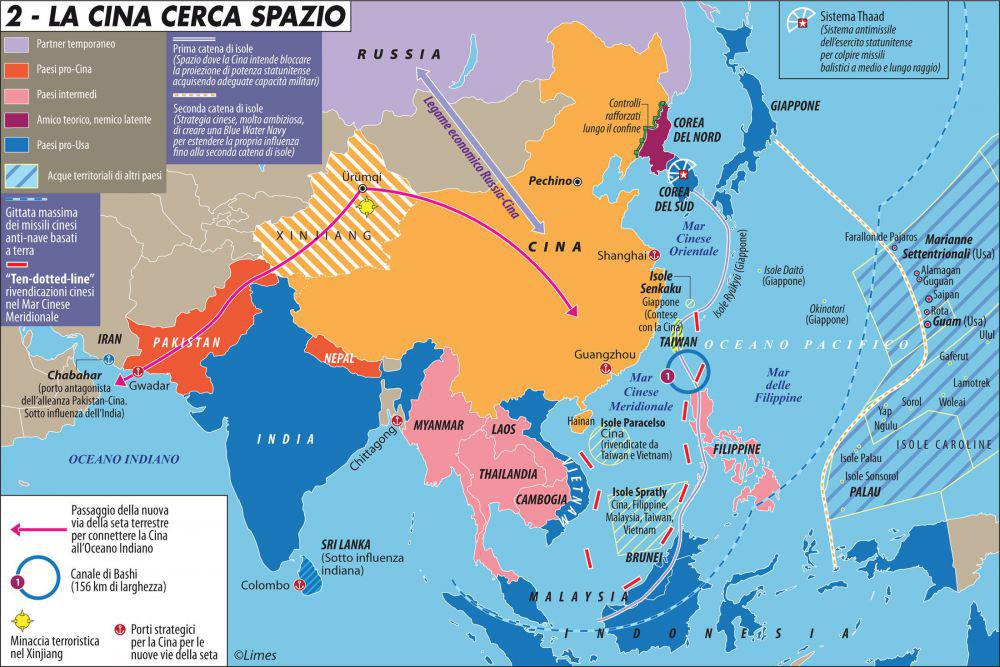 2 - LA CINA CERCA SPAZIO
Partner temporaneo
Paesi pro-Cina
Paesi intermedi
Amico teorico, nemico latente
Paesi pro-Usa
Acque territoriali di altri paesi
Prima catena di isole
(Spazio dove la Cina intende bloccare
la proiezione di potenza statunitense
acquisendo adeguate capacità militari)
Seconda catena di isole
(Strategia cinese, molto ambiziosa,
di creare una Blue Water Navy
per estendere la propria influenza
fino alla seconda catena di isole)
Gittata massima
dei missili cinesi
anti-nave basati
a terra
“Ten-dotted-line”
rivendicazioni cinesi
nel Mar Cinese
Meridionale
Sistema Thaad
(Sistema antimissile
dell'esercito statunitense
per colpire missili
balistici a medio e lungo raggio)
RUSSIA
Legame economico Russia-Cina
Controlli
rafforzati
lungo il confine
COREA
DEL NORD
GIAPPONE
COREA
DEL SUD
Pechino
Ürümqi
XINJIANG
CINA
Shanghai
Mar
Cinese
Orientale
Isole Ryūkyū (Giappone)
Isole
Senkaku
Giappone
(Contese
con la Cina)
TAIWAN
Isole Daitō
(Giappone)
Okinotori
(Giappone)
Farallon de Pajaros
Marianne
Settentrionali (Usa)
Alamagan
Guguan
Saipan
Rota
Guam (Usa)
Ulul
OCEANO PACIFICO
Gaferut
Lamotrek
Sorol
Woleai
Yap
Ngulu
ISOLE CAROLINE
Isole Palau
Isole Sonsorol
PALAU
IRAN
PAKISTAN
NEPAL
Chabahar
(porto antagonista
dell'alleanza Pakistan-Cina.
Sotto influenza dell'India)
Gwadar
INDIA
Chittagong
MYANMAR
LAOS
THAILANDIA
CAMBOGIA
VIETNAM
Guangzhou
Hainan
1
Mar
Cinese
Meridionale
Mar
delle
Filippine
Isole Paracelso
Cina
(rivendicate da
Taiwan e Vietnam)
FILIPPINE
Isole Spratly
Cina, Filippine,
Malaysia, Taiwan,
Vietnam
BRUNEI
MALAYSIA
INDONESIA
OCEANO INDIANO
SRI LANKA
(Sotto influenza
indiana)
Colombo
Passaggio della nuova
via della seta terrestre
per connettere la Cina
all'Oceano Indiano
1
Canale di Bashi
(156 km di larghezza)
Minaccia terroristica
nel Xinjiang
Porti strategici
per la Cina per le
nuove vie della seta
©Limes